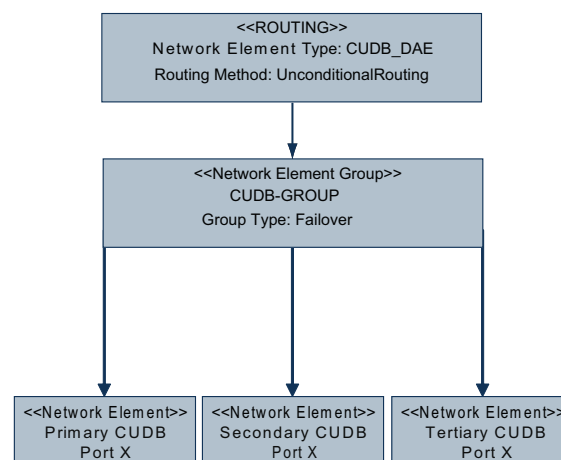 <<ROUTING>>
Network Element Type: CUDB_DAE
Routing Method: UnconditionalRouting
<<Network Element Group>>
CUDB-GROUP
Group Type: Failover
<<Network Element>>
Primary CUDB
Port X
<<Network Element>>
Secondary CUDB
Port X
<<Network Element>>
Tertiary CUDB
Port X